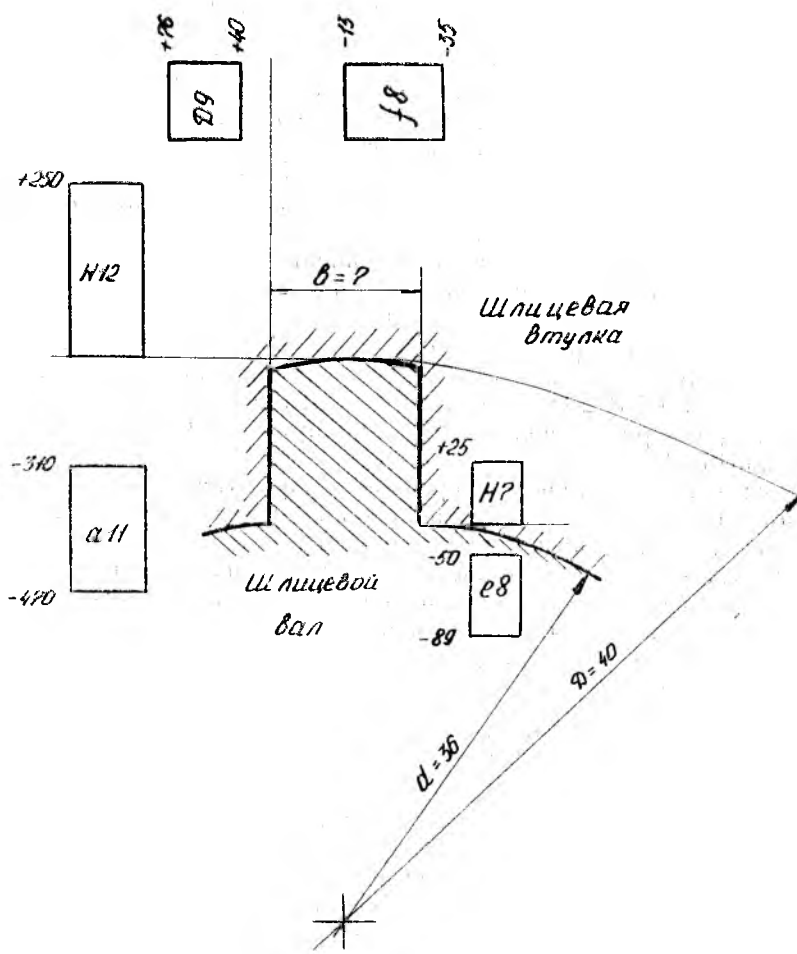 +76
+40
-13
-35
D9
f8
+250
H12
в=?
Шлицевая
втулка
-310
+25
H7
a11
-50
e8
-470
Шлицевой
вал
-89
D=40
d=36